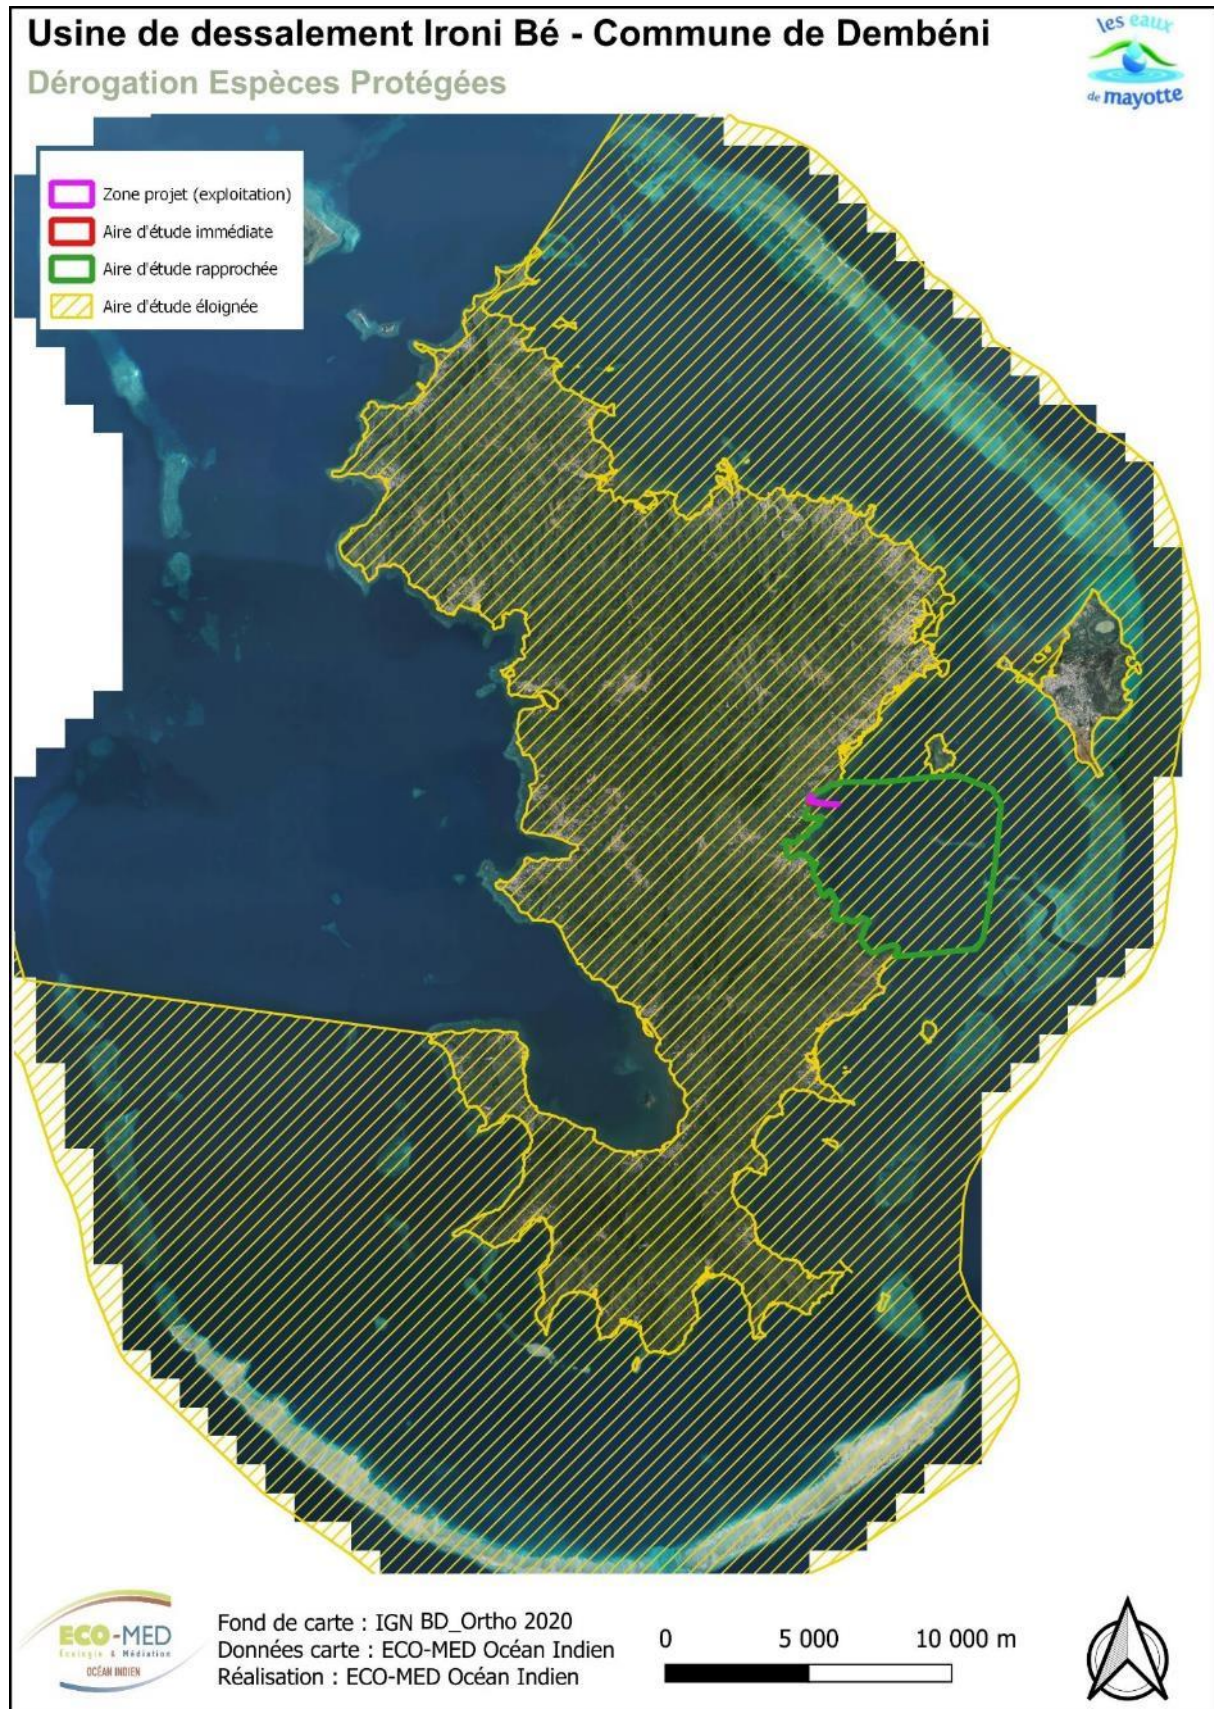 Usine de dessalement Ironi Bé - Commune de Dembéni
Dérogation Espèces Protégées
les eaux
de mayotte
Zone projet (exploitation)
Aire d'étude immédiate
Aire d'étude rapprochée
Aire d'étude éloignée
ECO-MED
Ecologie & Médiation
OCÉAN INDIEN
Fond de carte : IGN BD_Ortho 2020
Données carte : ECO-MED Océan Indien
Réalisation : ECO-MED Océan Indien
0 5 000 10 000 m